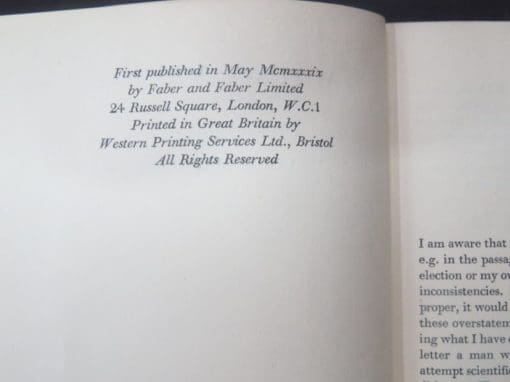 First published in May Mcmxxxix
by Faber and Faber Limited
24 Russell Square, London, W.C.1
Printed in Great Britain by
Western Printing Services Ltd., Bristol
All Rights Reserved
I am aware that
e.g. in the passa
election or my ov
inconsistencies.
proper, it would
these overstatem
ing what I have
letter a man w
attempt scientifi